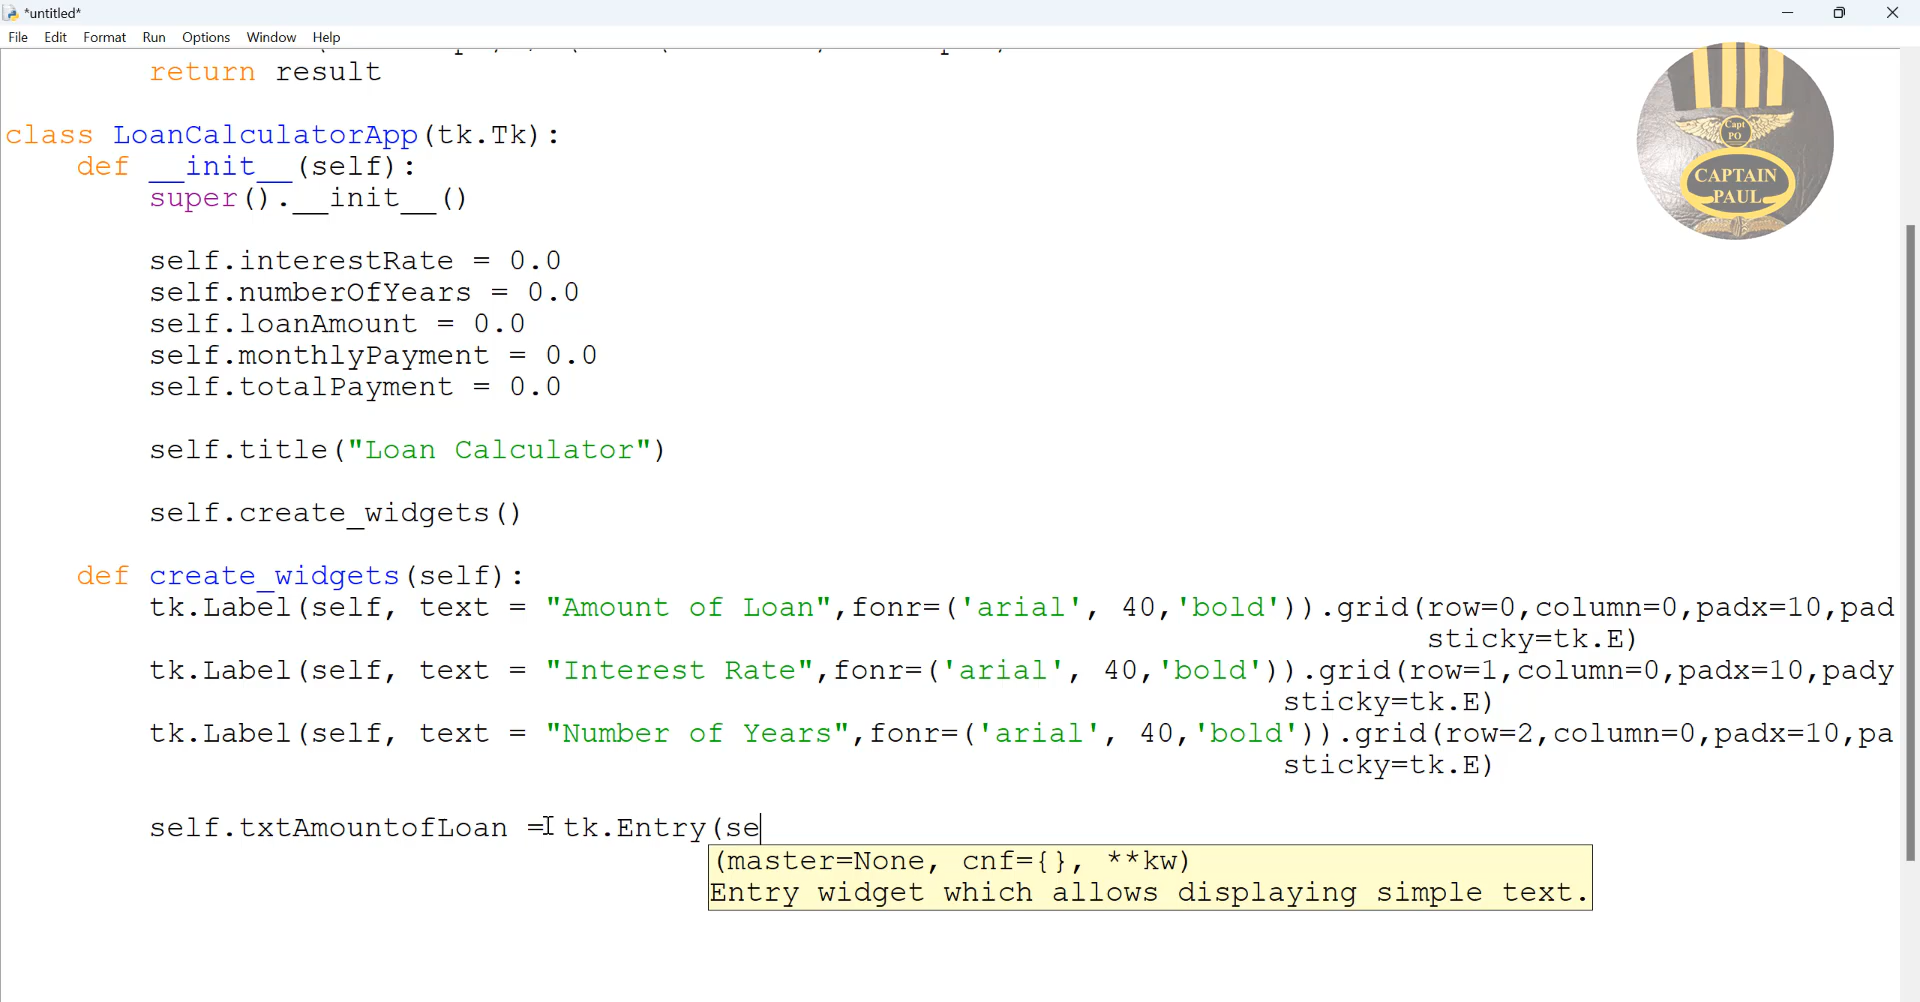 *untitled*
File Edit Format Run Options Window Help
return result
class LoanCalculatorApp(tk.Tk):
def __init__(self):
super().__init__()
self.interestRate = 0.0
self.numberOfYears = 0.0
self.loanAmount = 0.0
self.monthlyPayment = 0.0
self.totalPayment = 0.0
self.title("Loan Calculator")
self.create_widgets()
def create_widgets(self):
tk.Label(self, text = "Amount of Loan",fonr=('arial', 40,'bold')).grid(row=0,column=0,padx=10,pad
sticky=tk.E)
tk.Label(self, text = "Interest Rate",fonr=('arial', 40,'bold')).grid(row=1,column=0,padx=10,pady
sticky=tk.E)
tk.Label(self, text = "Number of Years",fonr=('arial', 40,'bold')).grid(row=2,column=0,padx=10,pa
sticky=tk.E)
self.txtAmountofLoan = tk.Entry(se
(master=None, cnf={}, **kw)
Entry widget which allows displaying simple text.
Capt
PO
CAPTAIN
PAUL